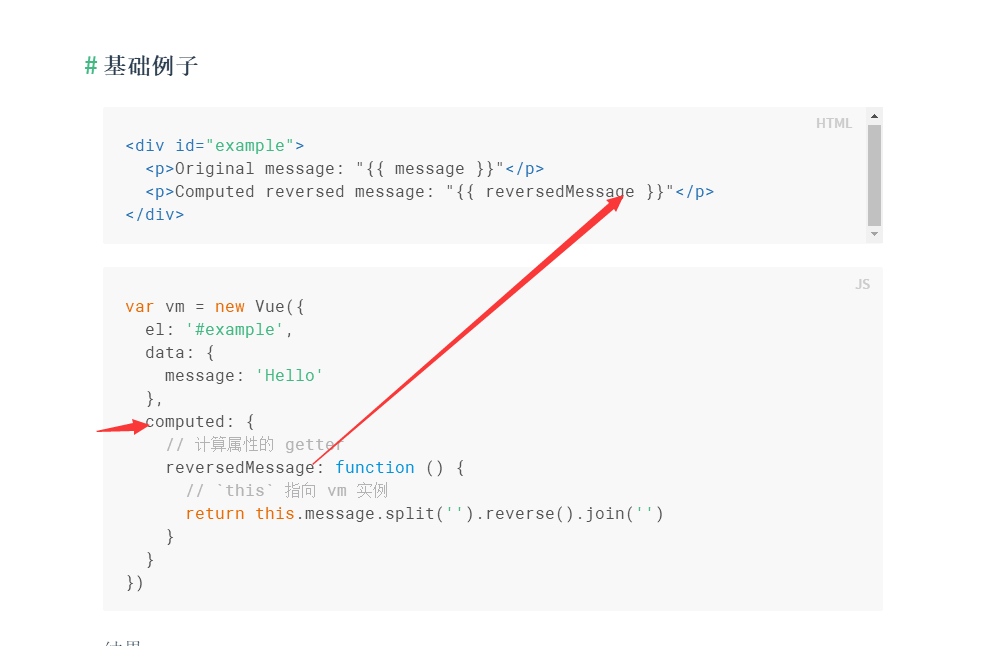 # 基础例子
HTML
<div id="example">
  <p>Original message: "{{ message }}"</p>
  <p>Computed reversed message: "{{ reversedMessage }}"</p>
</div>
JS
var vm = new Vue({
  el: '#example',
  data: {
    message: 'Hello'
  },
  computed: {
    // 计算属性的 getter
    reversedMessage: function () {
      // `this` 指向 vm 实例
      return this.message.split('').reverse().join('')
    }
  }
})